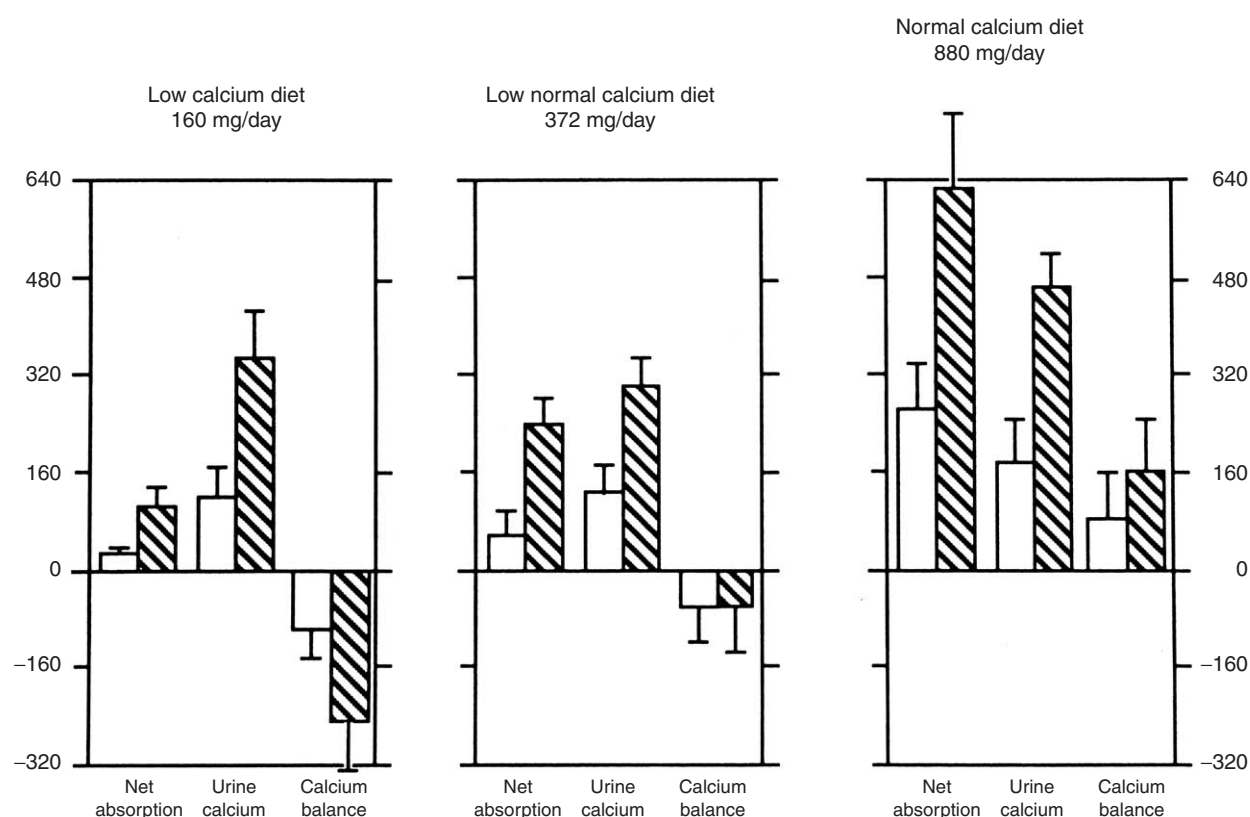 Normal calcium diet
880 mg/day
Low calcium diet
160 mg/day
Low normal calcium diet
372 mg/day
640
480
320
160
0
−160
−320
640
480
320
160
0
−160
−320
Net
absorption
Urine
calcium
Calcium
balance
Net
absorption
Urine
calcium
Calcium
balance
Net
absorption
Urine
calcium
Calcium
balance